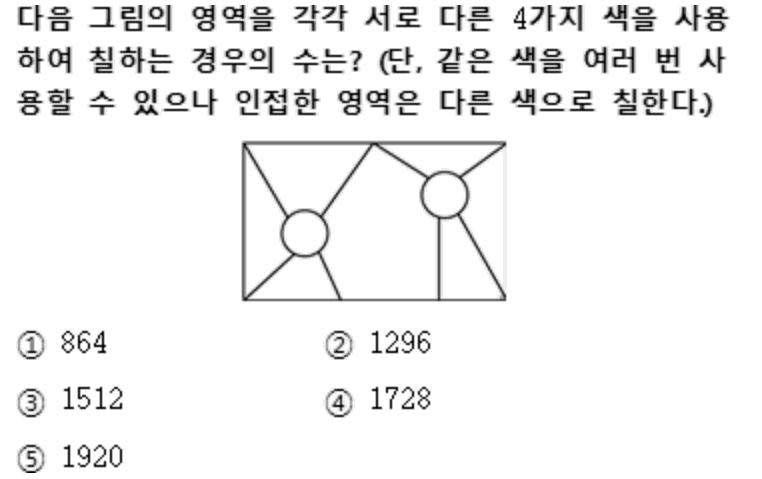 다음 그림의 영역을 각각 서로 다른 4가지 색을 사용
하여 칠하는 경우의 수는? (단, 같은 색을 여러 번 사
용할 수 있으나 인접한 영역은 다른 색으로 칠한다.)
① 864
② 1296
③ 1512
④ 1728
⑤ 1920